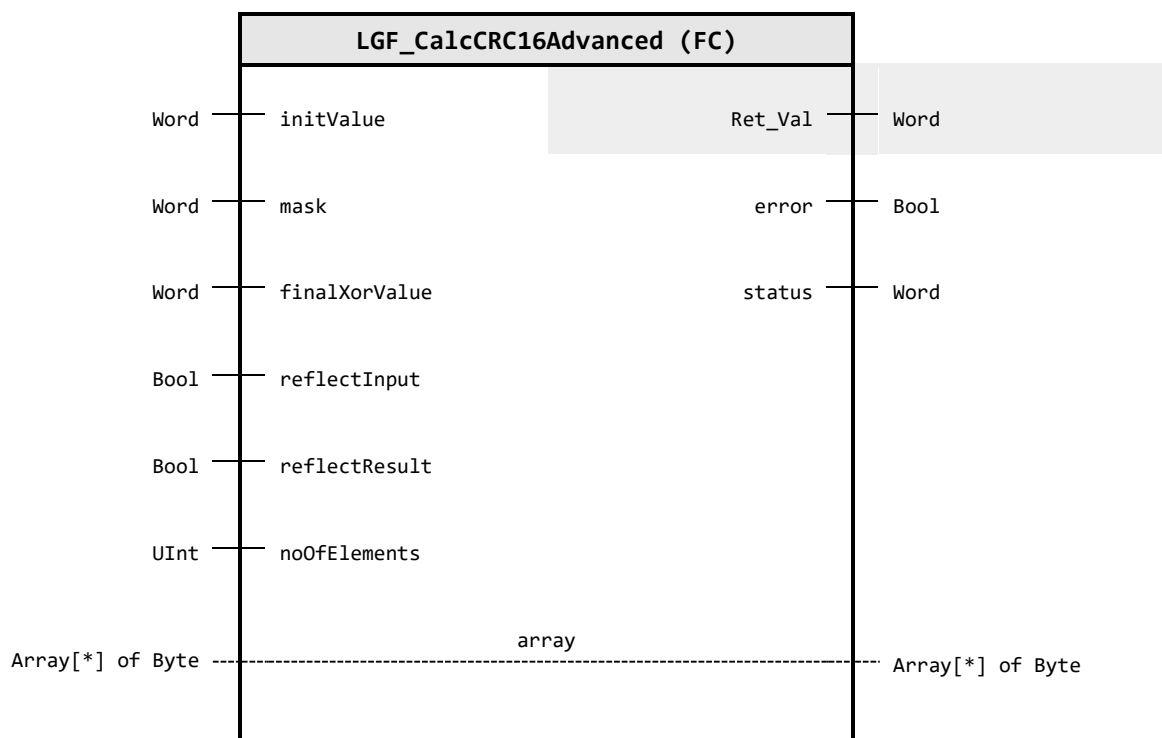 LGF_CalcCRC16Advanced (FC)
Word initValue Ret_Val Word
Word mask error Bool
Word finalXorValue status Word
Bool reflectInput
Bool reflectResult
UInt noOfElements
array
Array[*] of Byte Array[*] of Byte